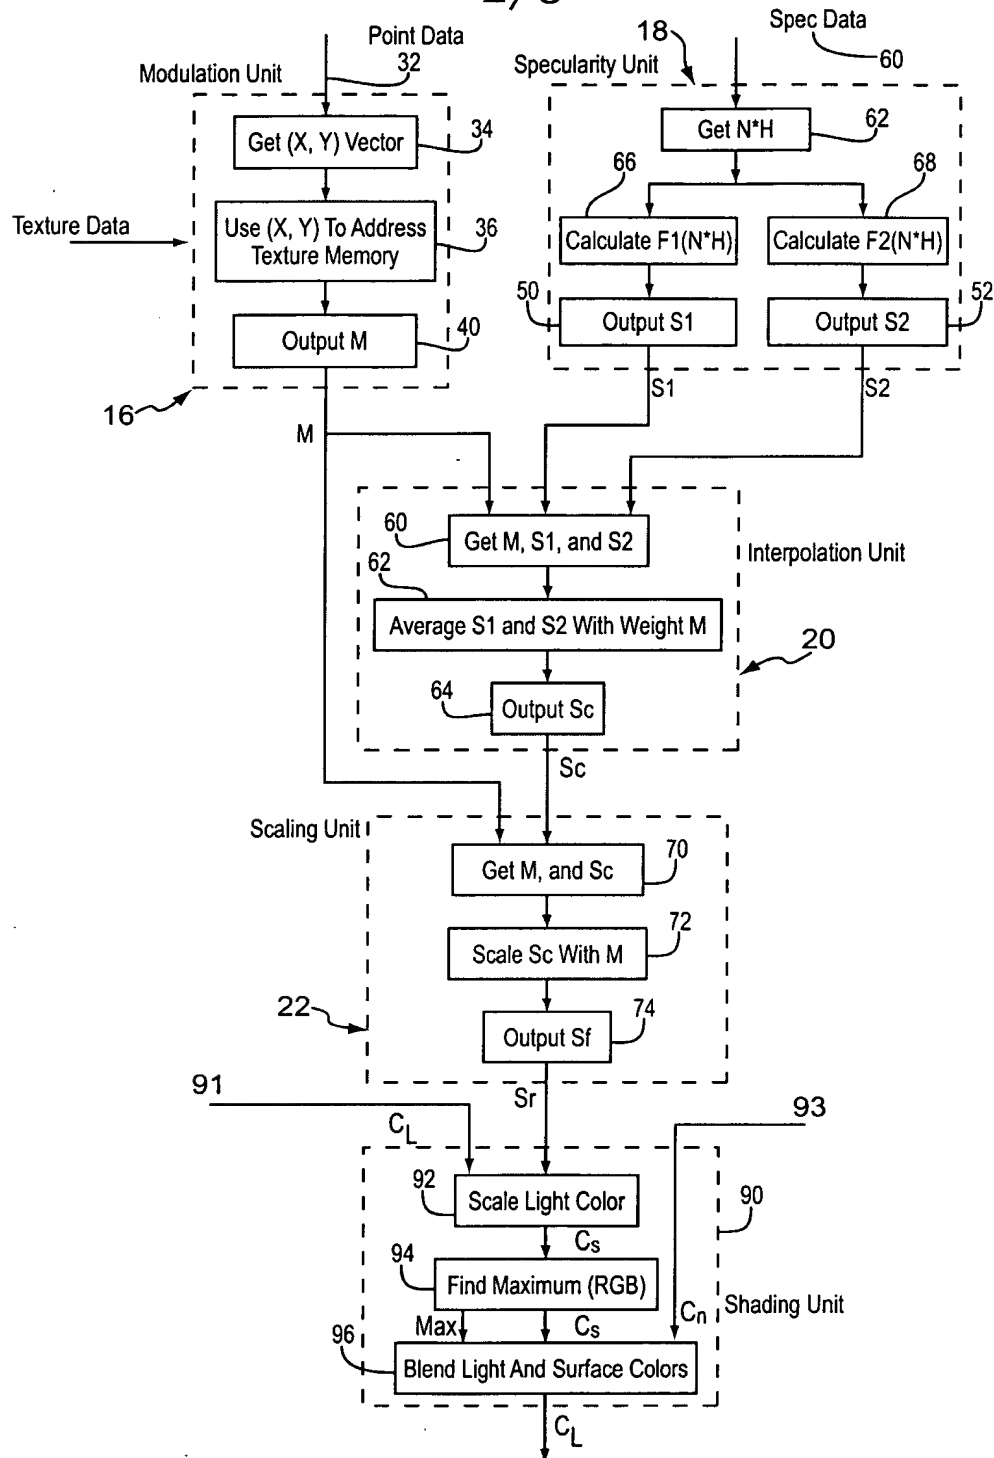 Point Data
32
Modulation Unit
Get (X, Y) Vector
34
Texture Data
Use (X, Y) To Address
Texture Memory
36
Output M
40
16
M
Spec Data
60
18
Specularity Unit
Get N*H
62
66
68
Calculate F1(N*H)
Calculate F2(N*H)
50
52
Output S1
Output S2
S1
S2
60
Get M, S1, and S2
Interpolation Unit
62
Average S1 and S2 With Weight M
20
64
Output Sc
Sc
Scaling Unit
70
Get M, and Sc
72
Scale Sc With M
22
74
Output Sf
Sr
91
93
CL
92
Scale Light Color
90
Cs
94
Find Maximum (RGB)
Shading Unit
Max
Cs
Cn
96
Blend Light And Surface Colors
CL